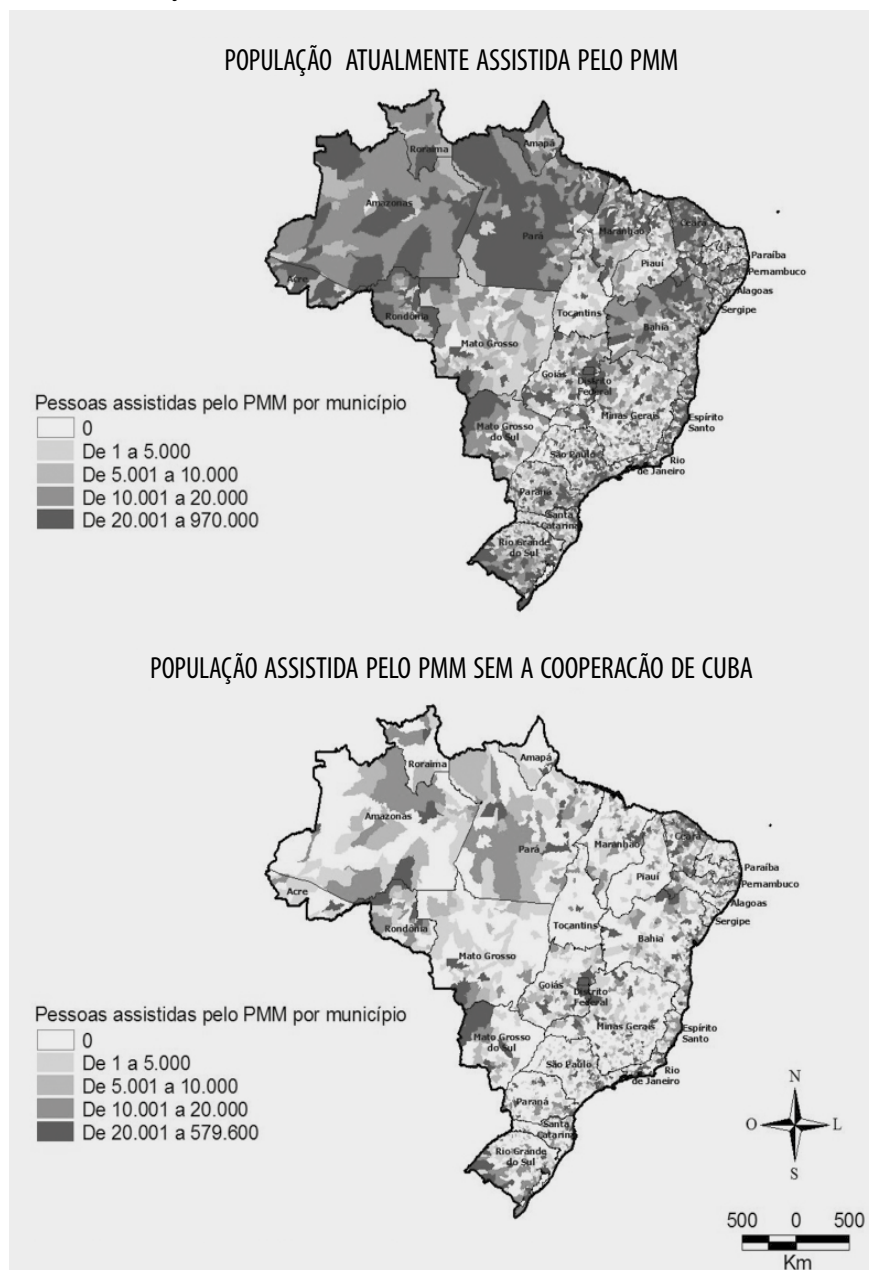 POPULAÇÃO ATUALMENTE ASSISTIDA PELO PMM
Roraima
Amapá
Amazonas
Pará
Maranhão
Ceará
Piauí
Paraíba
Pernambuco
Alagoas
Sergipe
Acre
Rondônia
Tocantins
Bahia
Mato Grosso
Goiás
Distrito
Federal
Minas Gerais
Espírito
Santo
Mato Grosso
do Sul
São Paulo
Rio
de Janeiro
Paraná
Santa
Catarina
Rio Grande
do Sul
Pessoas assistidas pelo PMM por município
0
De 1 a 5.000
De 5.001 a 10.000
De 10.001 a 20.000
De 20.001 a 970.000
POPULAÇÃO ASSISTIDA PELO PMM SEM A COOPERACÃO DE CUBA
Roraima
Amapá
Amazonas
Pará
Maranhão
Ceará
Piauí
Paraíba
Pernambuco
Alagoas
Sergipe
Acre
Rondônia
Tocantins
Bahia
Mato Grosso
Goiás
Distrito
Federal
Minas Gerais
Espírito
Santo
Mato Grosso
do Sul
São Paulo
Rio
de Janeiro
Paraná
Santa
Catarina
Rio Grande
do Sul
Pessoas assistidas pelo PMM por município
0
De 1 a 5.000
De 5.001 a 10.000
De 10.001 a 20.000
De 20.001 a 579.600
N
O L
S
500 0 500
Km